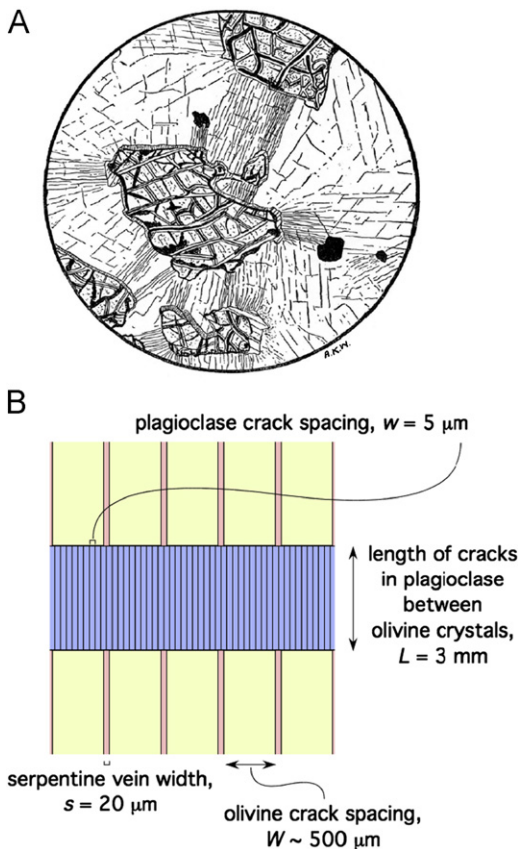 A
A.K.W.
B
plagioclase crack spacing, w = 5 μm
length of cracks
in plagioclase
between
olivine crystals,
L = 3 mm
serpentine vein width,
s = 20 μm
olivine crack spacing,
W ~ 500 μm